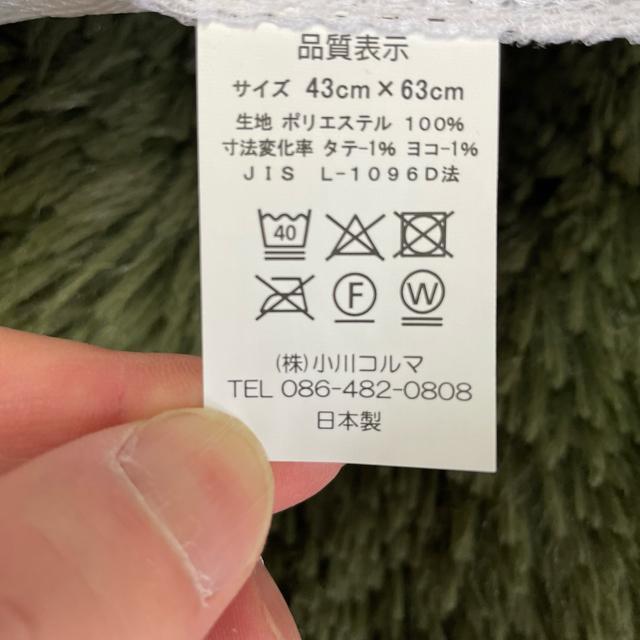 品質表示
サイズ 43cm×63cm
生地 ポリエステル 100%
寸法変化率 タテ-1% ヨコ-1%
JIS L-1096D法
40
F W
(株)小川コルマ
TEL 086-482-0808
日本製